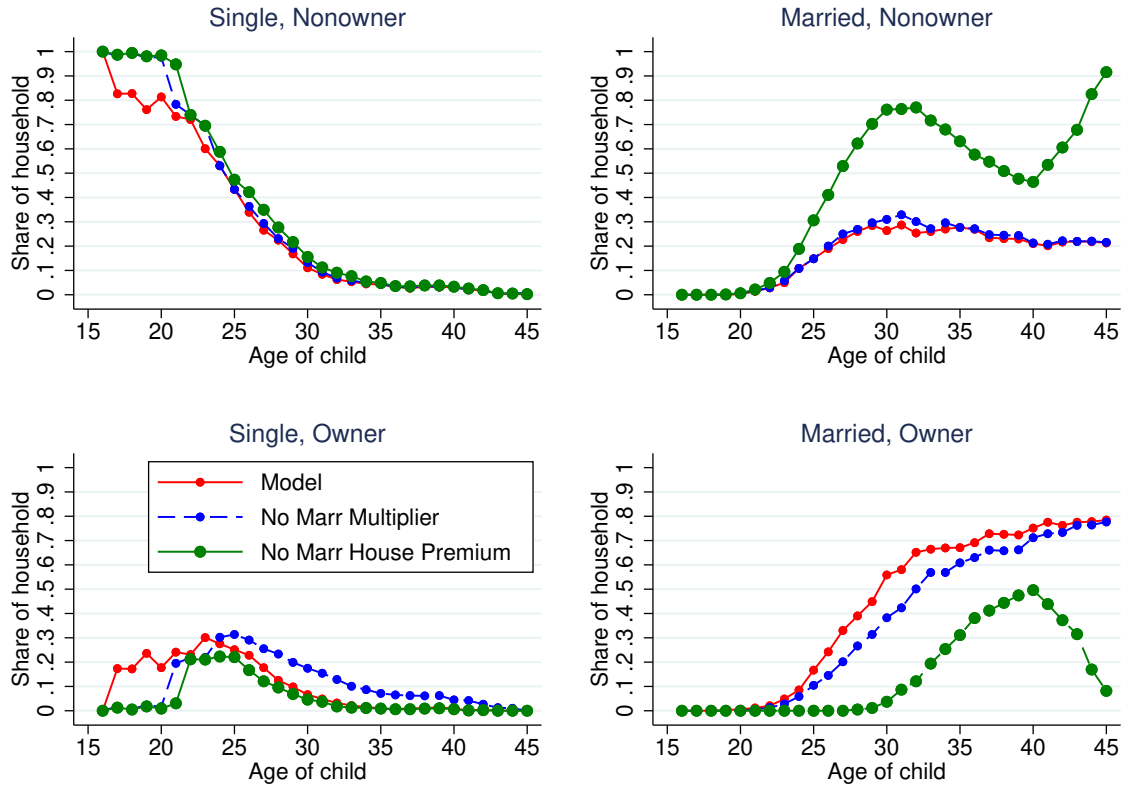 Single, Nonowner
Share of household
0 .1 .2 .3 .4 .5 .6 .7 .8 .9 1
15 20 25 30 35 40 45
Age of child
Married, Nonowner
Share of household
0 .1 .2 .3 .4 .5 .6 .7 .8 .9 1
15 20 25 30 35 40 45
Age of child
Single, Owner
Share of household
0 .1 .2 .3 .4 .5 .6 .7 .8 .9 1
Model
No Marr Multiplier
No Marr House Premium
15 20 25 30 35 40 45
Age of child
Married, Owner
Share of household
0 .1 .2 .3 .4 .5 .6 .7 .8 .9 1
15 20 25 30 35 40 45
Age of child